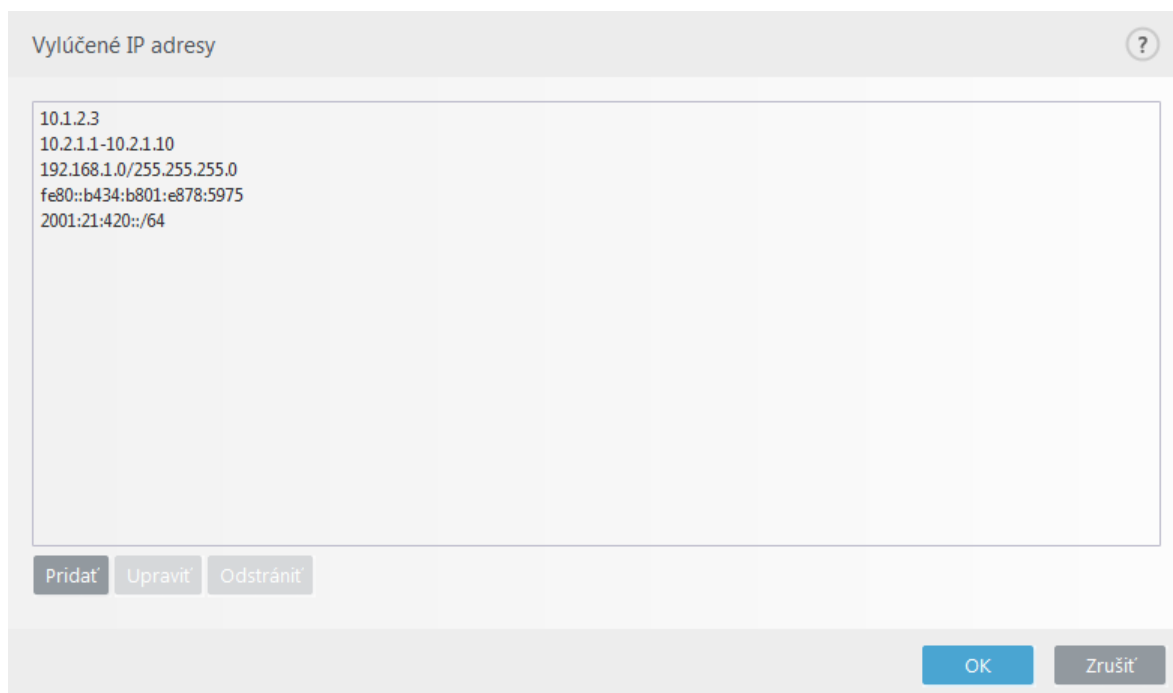 Vylúčené IP adresy
?
10.1.2.3
10.2.1.1-10.2.1.10
192.168.1.0/255.255.255.0
fe80::b434:b801:e878:5975
2001:21:420::/64
Pridať Upraviť Odstrániť
OK Zrušiť